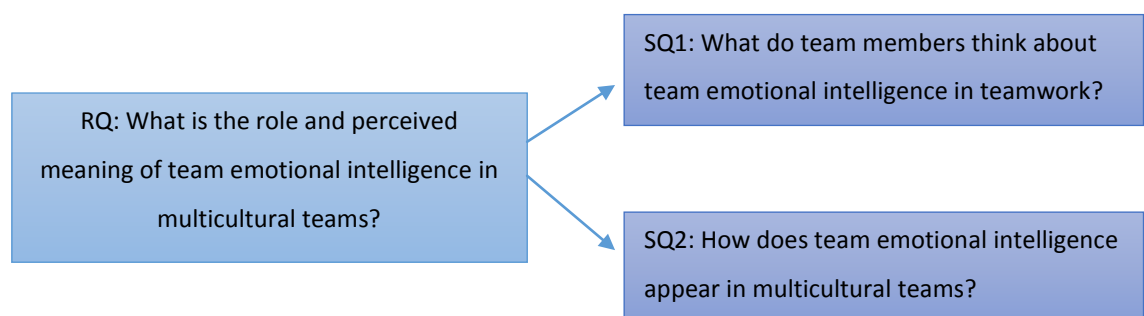 RQ: What is the role and perceived
meaning of team emotional intelligence in
multicultural teams?
SQ1: What do team members think about
team emotional intelligence in teamwork?
SQ2: How does team emotional intelligence
appear in multicultural teams?